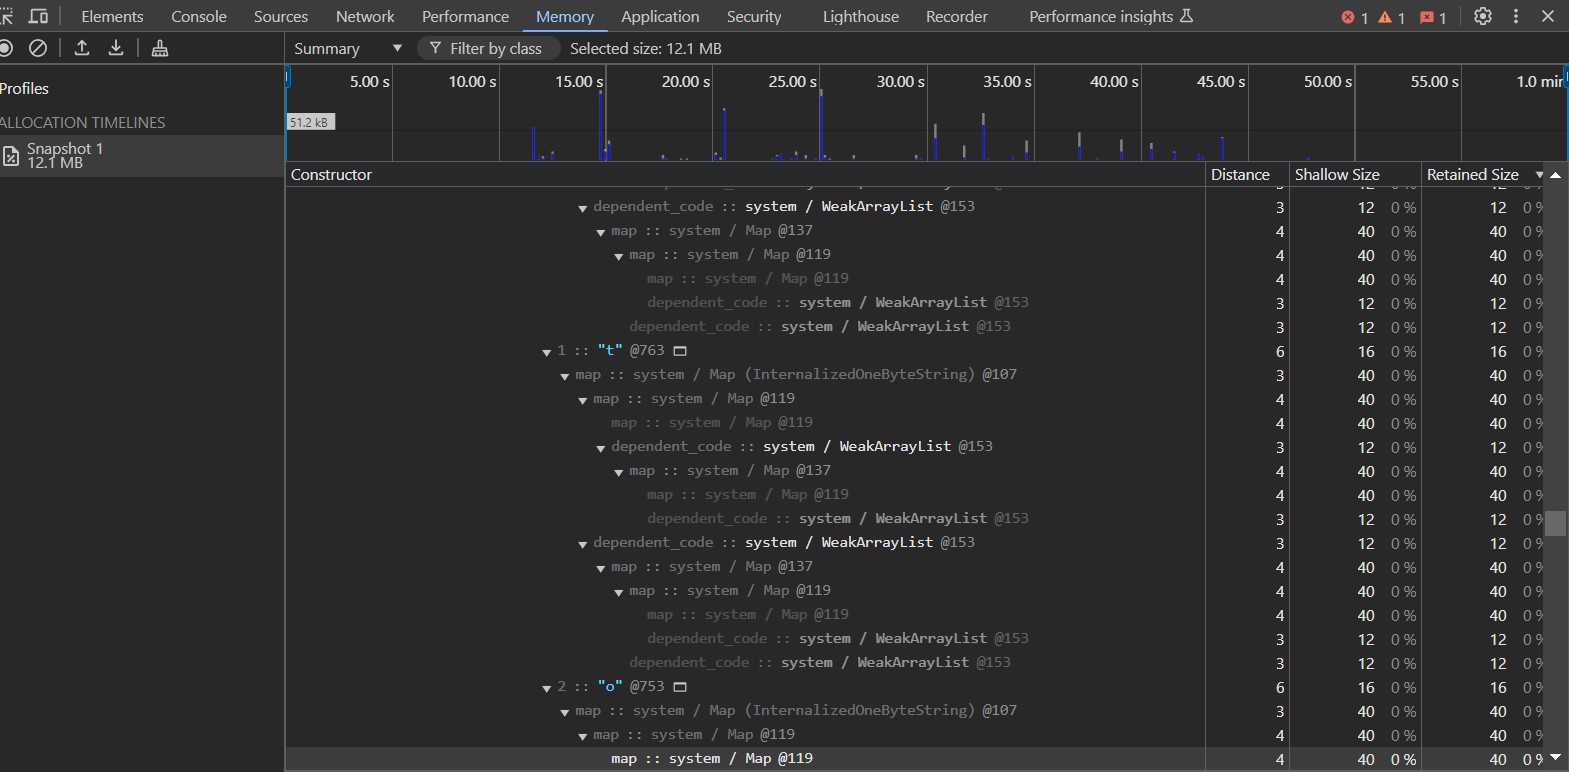 Elements Console Sources Network Performance Memory Application Security Lighthouse Recorder Performance insights 1 1 1
Summary Filter by class Selected size: 12.1 MB
Profiles
ALLOCATION TIMELINES
Snapshot 1
12.1 MB
5.00 s 10.00 s 15.00 s 20.00 s 25.00 s 30.00 s 35.00 s 40.00 s 45.00 s 50.00 s 55.00 s 1.0 min
51.2 kB
Constructor Distance Shallow Size Retained Size
dependent_code :: system / WeakArrayList @153 3 12 0 % 12 0 %
map :: system / Map @137 4 40 0 % 40 0 %
map :: system / Map @119 4 40 0 % 40 0 %
map :: system / Map @119 4 40 0 % 40 0 %
dependent_code :: system / WeakArrayList @153 3 12 0 % 12 0 %
dependent_code :: system / WeakArrayList @153 3 12 0 % 12 0 %
1 :: "t" @763 6 16 0 % 16 0 %
map :: system / Map (InternalizedOneByteString) @107 3 40 0 % 40 0 %
map :: system / Map @119 4 40 0 % 40 0 %
map :: system / Map @119 4 40 0 % 40 0 %
dependent_code :: system / WeakArrayList @153 3 12 0 % 12 0 %
map :: system / Map @137 4 40 0 % 40 0 %
map :: system / Map @119 4 40 0 % 40 0 %
dependent_code :: system / WeakArrayList @153 3 12 0 % 12 0 %
dependent_code :: system / WeakArrayList @153 3 12 0 % 12 0 %
map :: system / Map @137 4 40 0 % 40 0 %
map :: system / Map @119 4 40 0 % 40 0 %
map :: system / Map @119 4 40 0 % 40 0 %
dependent_code :: system / WeakArrayList @153 3 12 0 % 12 0 %
dependent_code :: system / WeakArrayList @153 3 12 0 % 12 0 %
2 :: "o" @753 6 16 0 % 16 0 %
map :: system / Map (InternalizedOneByteString) @107 3 40 0 % 40 0 %
map :: system / Map @119 4 40 0 % 40 0 %
map :: system / Map @119 4 40 0 % 40 0 %